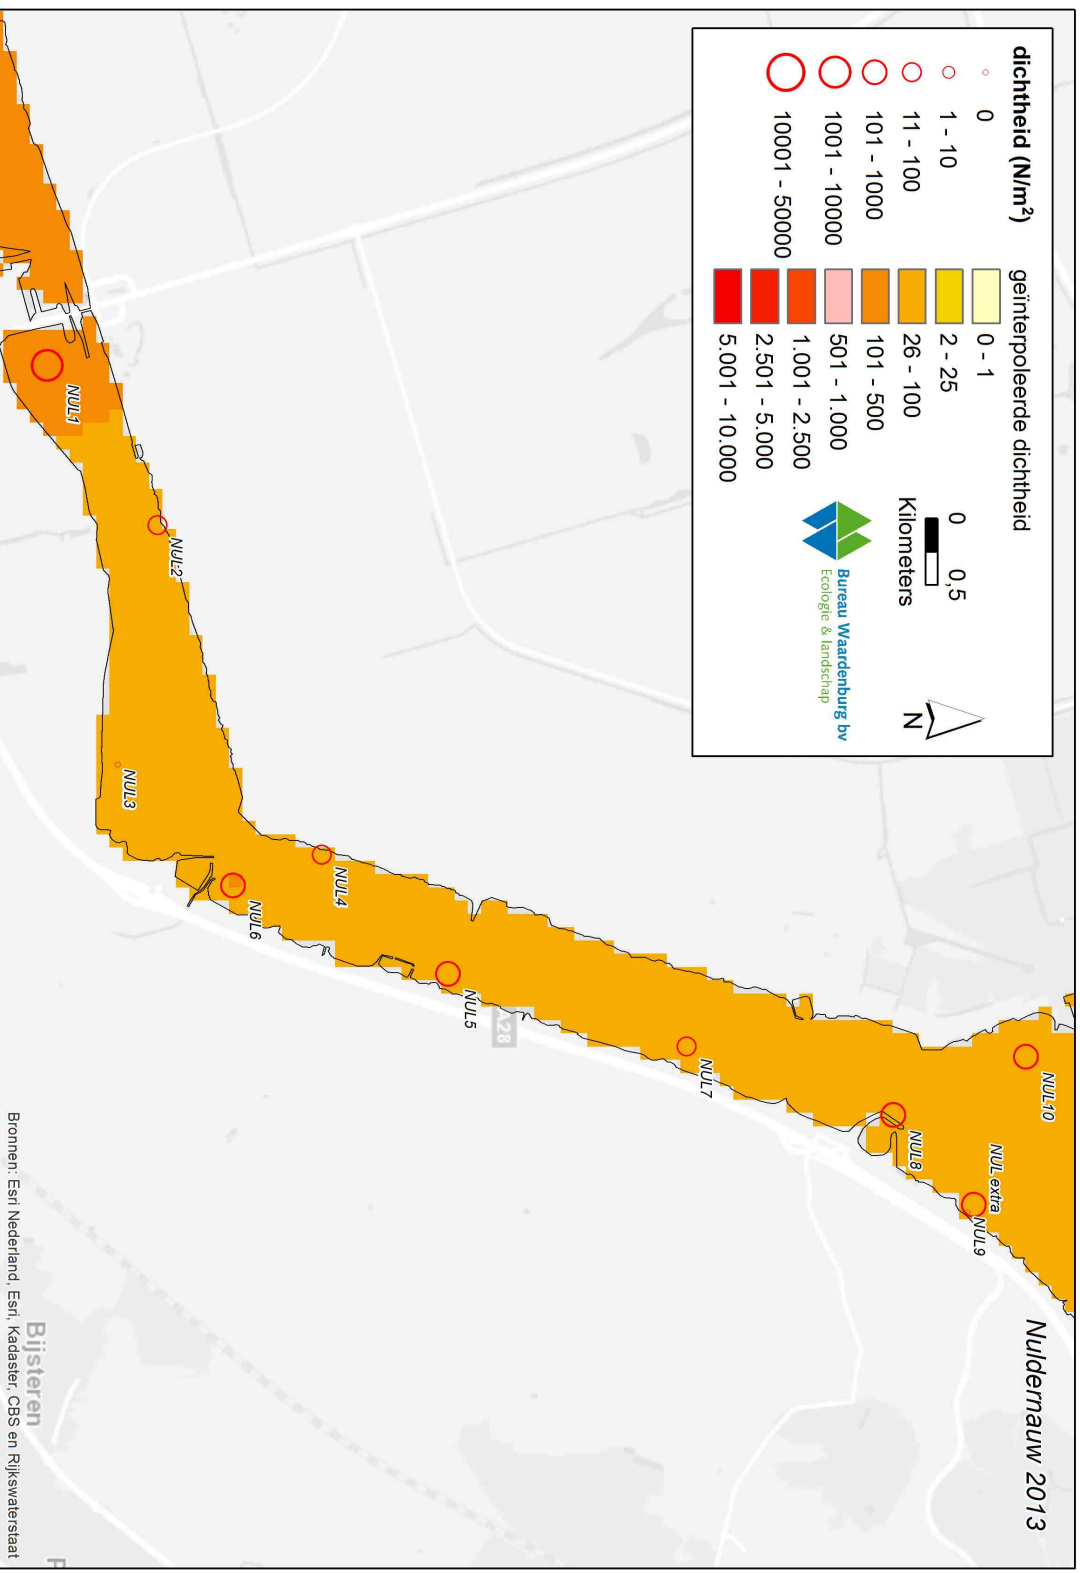 Nuldernauw 2013
dichtheid (N/m²)
0
1 - 10
11 - 100
101 - 1000
1001 - 10000
10001 - 50000
geïnterpoleerde dichtheid
0 - 1
2 - 25
26 - 100
101 - 500
501 - 1.000
1.001 - 2.500
2.501 - 5.000
5.001 - 10.000
0 0,5
Kilometers
N
Bureau Waardenburg bv
Ecologie & landschap
NUL10
NUL extra
NUL9
NUL8
NUL7
A28
NUL5
NUL4
NUL6
NUL3
NUL2
NUL1
Bijsteren
Bronnen: Esri Nederland, Esri, Kadaster, CBS en Rijkswaterstaat